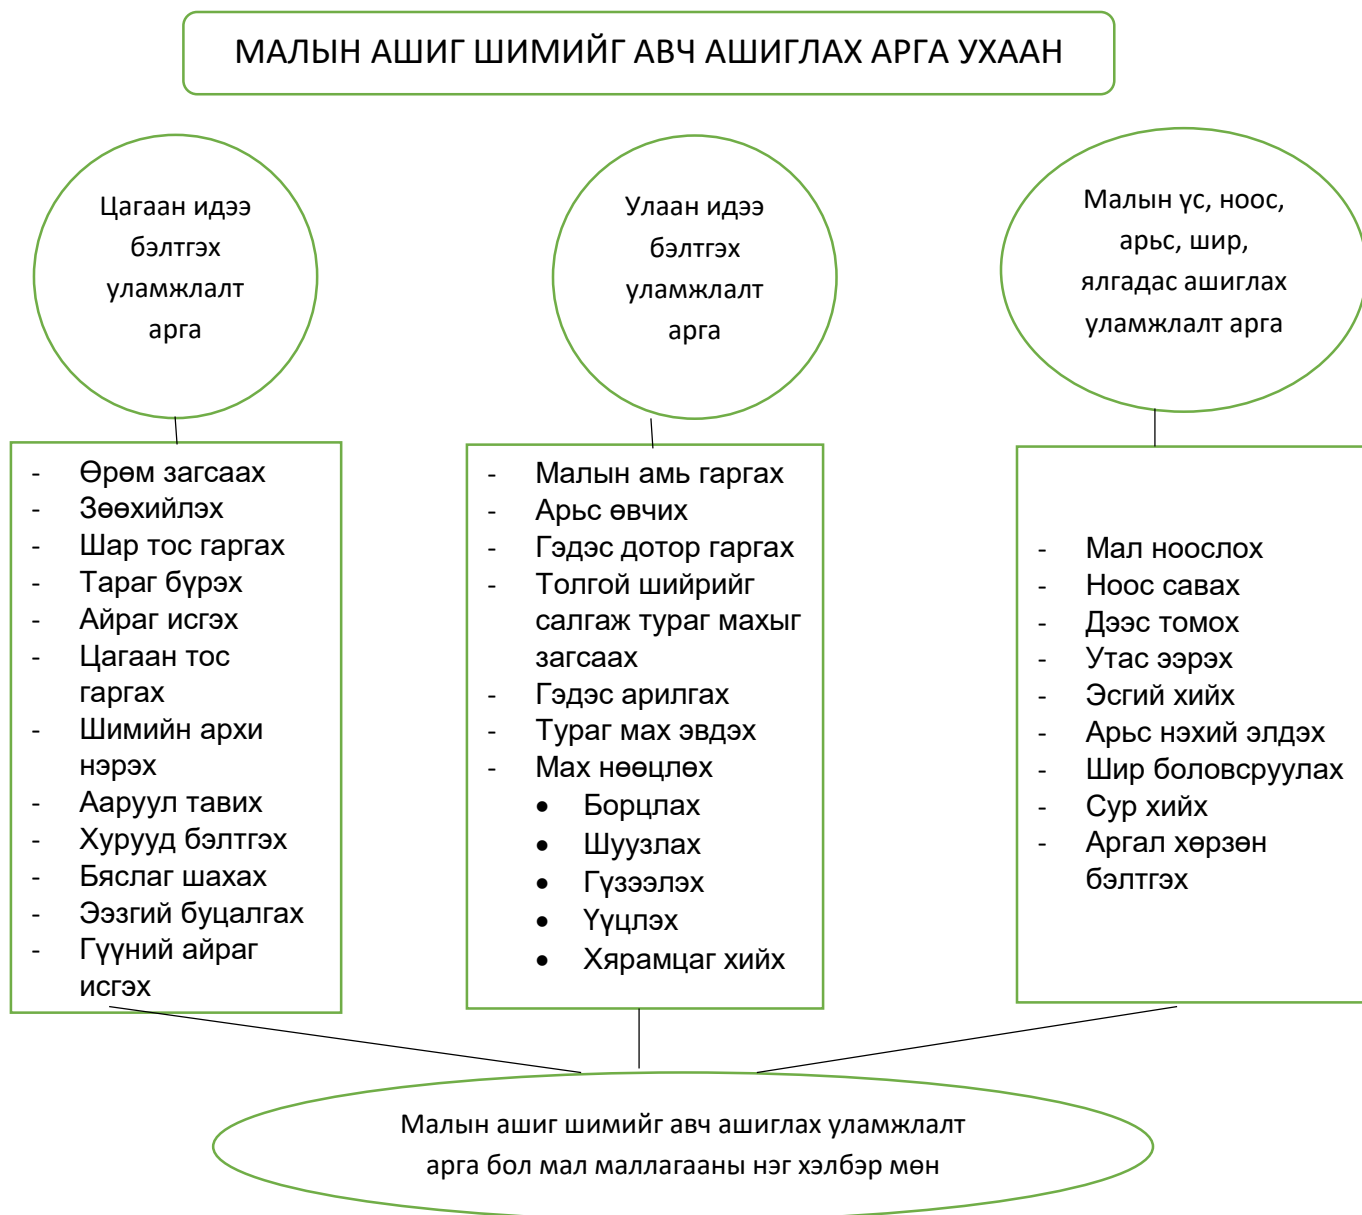 МАЛЫН АШИГ ШИМИЙГ АВЧ АШИГЛАХ АРГА УХААН
Цагаан идээ
бэлтгэх
уламжлалт
арга
Улаан идээ
бэлтгэх
уламжлалт
арга
Малын үс, ноос,
арьс, шир,
ялгадас ашиглах
уламжлалт арга
- Өрөм загсаах
- Зөөхийлэх
- Шар тос гаргах
- Тараг бүрэх
- Айраг исгэх
- Цагаан тос
гаргах
- Шимийн архи
нэрэх
- Ааруул тавих
- Хурууд бэлтгэх
- Бяслаг шахах
- Ээзгий буцалгах
- Гүүний айраг
исгэх
- Малын амь гаргах
- Арьс өвчих
- Гэдэс дотор гаргах
- Толгой шийрийг
салгаж тураг махыг
загсаах
- Гэдэс арилгах
- Тураг мах эвдэх
- Мах нөөцлөх
• Борцлах
• Шуузлах
• Гүзээлэх
• Үүцлэх
• Хярамцаг хийх
- Мал ноослох
- Ноос савах
- Дээс томох
- Утас ээрэх
- Эсгий хийх
- Арьс нэхий элдэх
- Шир боловсруулах
- Сур хийх
- Аргал хөрзөн
бэлтгэх
Малын ашиг шимийг авч ашиглах уламжлалт
арга бол мал маллагааны нэг хэлбэр мөн